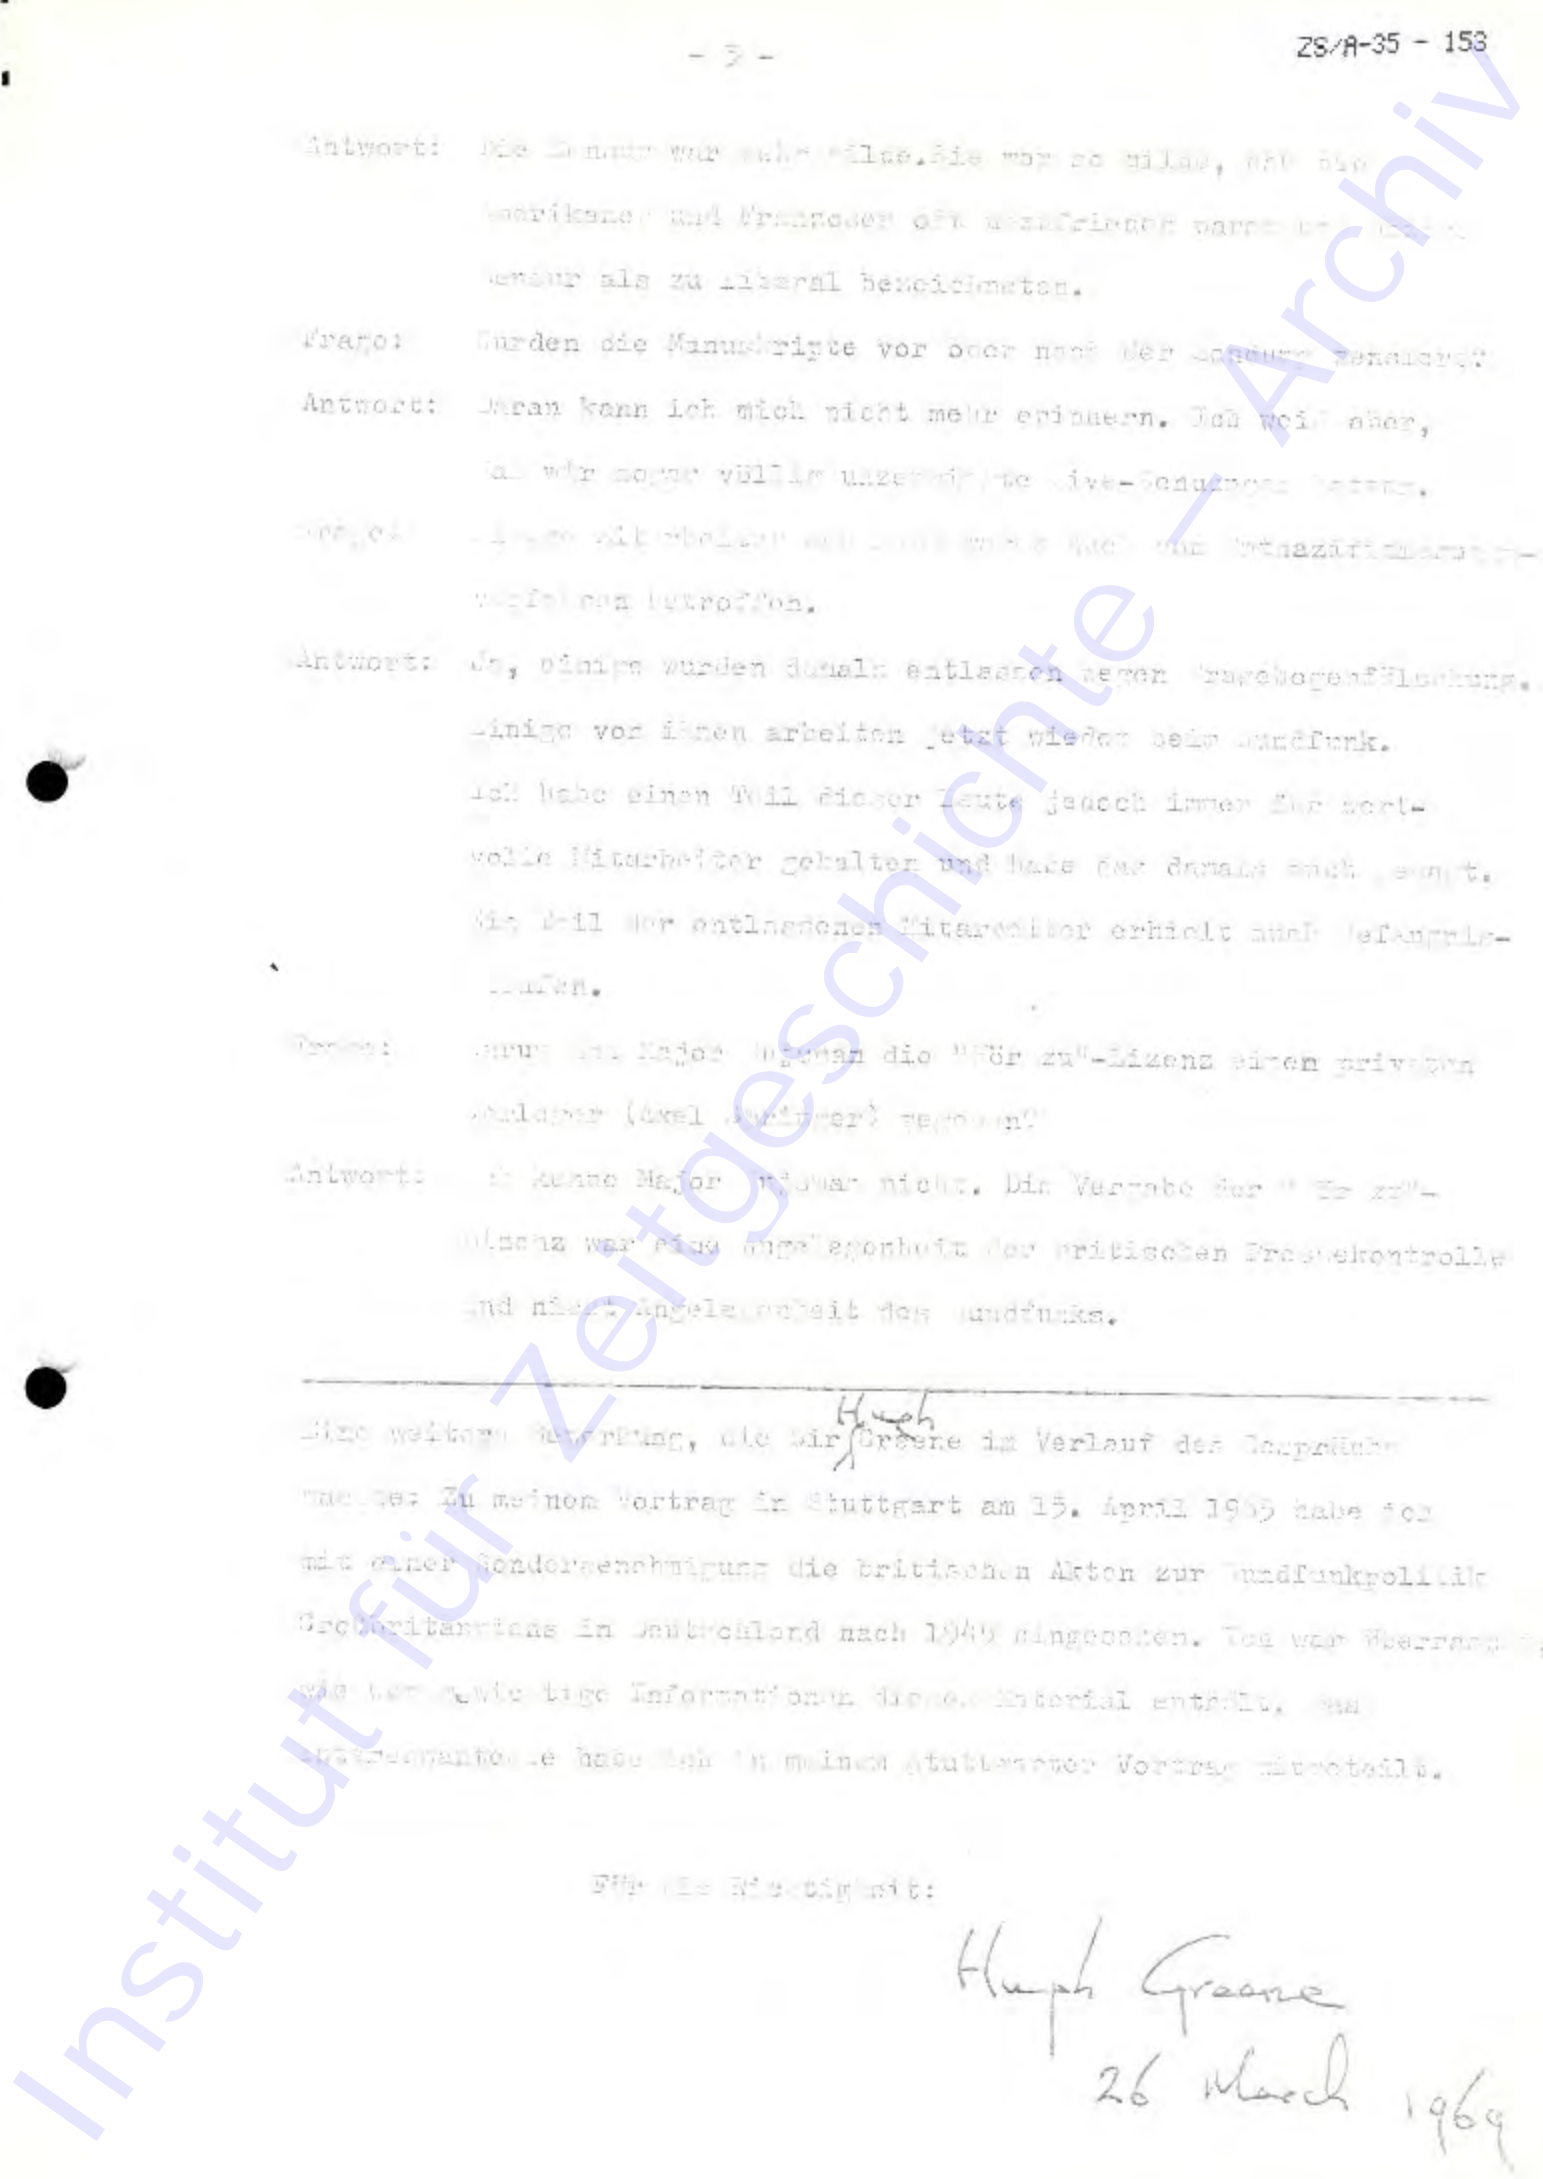 ZS/A-35 - 153
Antwort: Die Zensur war sehr milde. Sie war so milde, daß die
Amerikaner und Franzosen oft unzufrieden waren und
Zensur als zu liberal bezeichneten.
Frage: Wurden die Manuskripte vor oder nach der Sendung zensiert?
Antwort: Daran kann ich mich nicht mehr erinnern. Ich weiß aber,
daß wir sogar völlig unzensierte Live-Sendungen hatten.
Mitarbeiter
verfahren betroffen.
Antwort: Ja, einige wurden damals entlassen wegen Fragebogenfälschung.
Einige von ihnen arbeiten jetzt wieder beim Rundfunk.
Ich habe einen Teil dieser Leute jedoch immer für wert-
volle Mitarbeiter gehalten und habe das damals auch gesagt.
Ein Teil der entlassenen Mitarbeiter erhielt auch Gefängnis-
strafen.
Frage: Warum hat Major die "Hör zu"-Lizenz einem privaten
Verleger (Axel Springer) gegeben?
Antwort: Ich kenne Major nicht. Die Vergabe der "Hör zu"-
Lizenz war eine Angelegenheit der britischen Pressekontrolle
und nicht Angelegenheit des Rundfunks.
Eine weitere Bemerkung, die Sir Hugh Greene im Verlauf des Gesprächs
machte: Zu meinem Vortrag in Stuttgart am 15. April habe ich
mit einer Sondergenehmigung die britischen Akten zur Rundfunkpolitik
Großbritanniens in Deutschland nach 1945 eingesehen. Ich war überrascht,
wie wenig wichtige Informationen dieses Material enthält. Das
Interessanteste habe ich in meinem Stuttgarter Vortrag mitgeteilt.
Für die Richtigkeit:
Hugh Greene
26 March 1969
Institut für Zeitgeschichte - Archiv